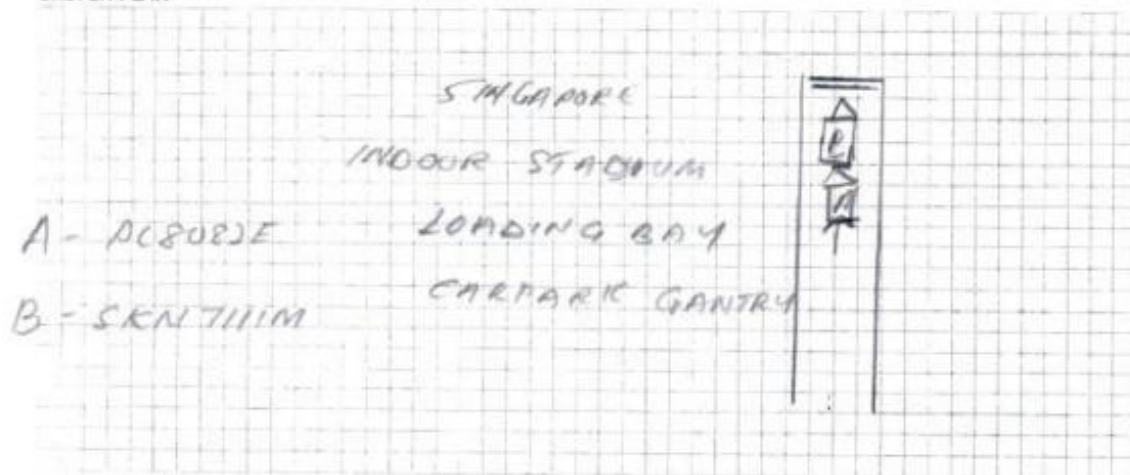 SINGAPORE
INDOOR STADIUM
LOADING BAY
CARPARK GANTRY
A -
B - SKN7111M
B
A